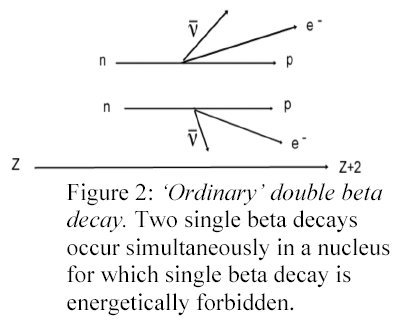 ν̅ e⁻
n p
n p
ν̅ e⁻
Z Z+2
Figure 2: ‘Ordinary’ double beta
decay. Two single beta decays
occur simultaneously in a nucleus
for which single beta decay is
energetically forbidden.